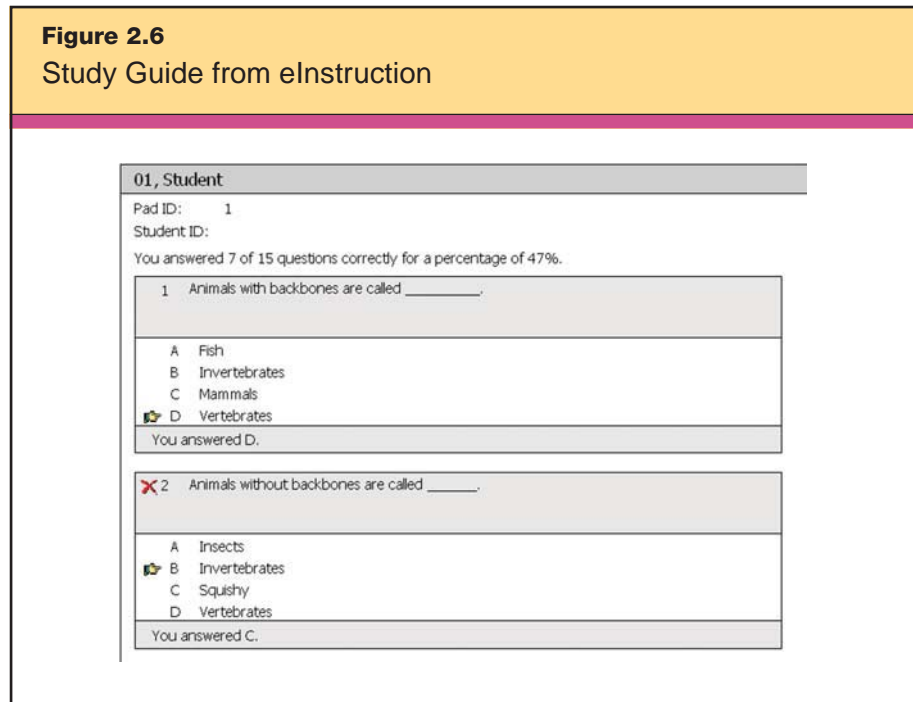 Figure 2.6
Study Guide from eInstruction
01, Student
Pad ID: 1
Student ID:
You answered 7 of 15 questions correctly for a percentage of 47%.
1 Animals with backbones are called _________.
A Fish
B Invertebrates
C Mammals
D Vertebrates
You answered D.
2 Animals without backbones are called ______.
A Insects
B Invertebrates
C Squishy
D Vertebrates
You answered C.